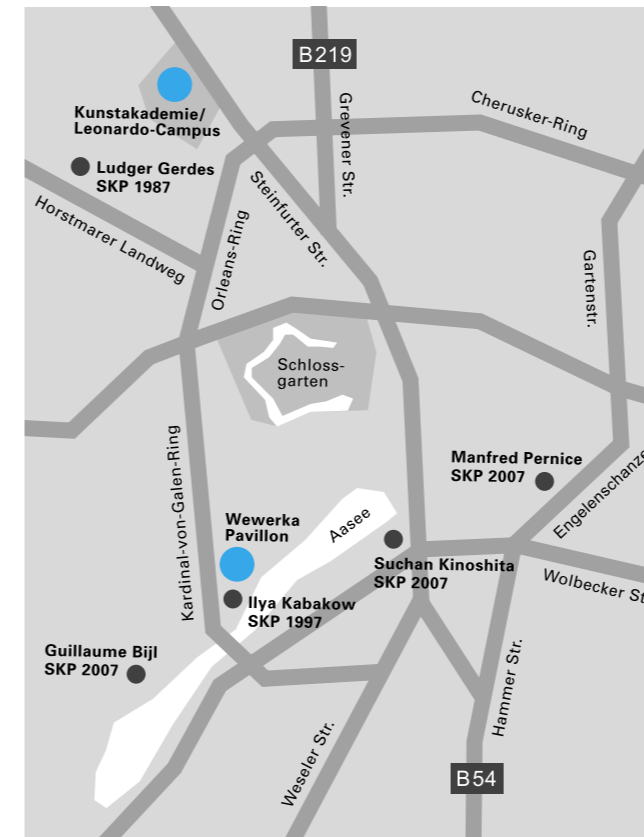 B219
Kunstakademie/
Leonardo-Campus
Ludger Gerdes
SKP 1987
Grevener Str.
Cherusker-Ring
Steinfurter Str.
Horstmarer Landweg
Orleans-Ring
Gartenstr.
Schloss-
garten
Kardinal-von-Galen-Ring
Manfred Pernice
SKP 2007
Engelenschanze
Wewerka
Pavillon
Aasee
Suchan Kinoshita
SKP 2007
Wolbecker St
Ilya Kabakow
SKP 1997
Guillaume Bijl
SKP 2007
Hammer Str.
Weseler Str.
B54